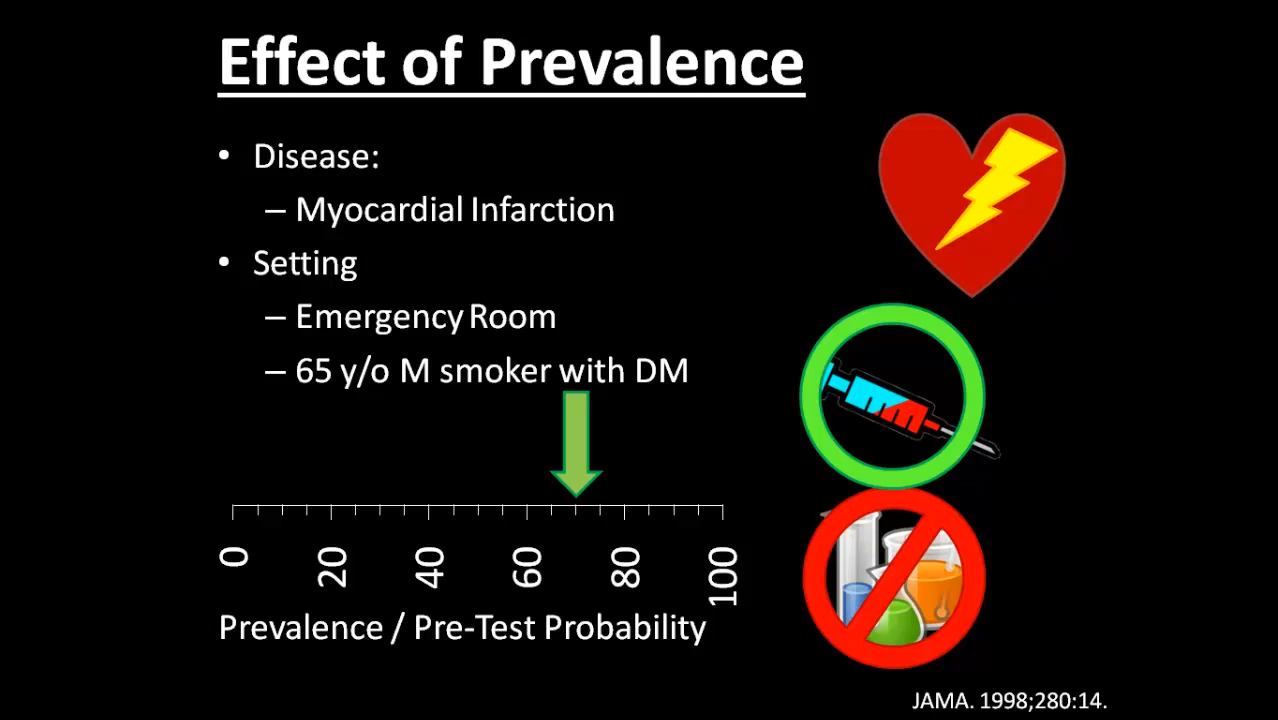 Effect of Prevalence
• Disease:
– Myocardial Infarction
• Setting
– Emergency Room
– 65 y/o M smoker with DM
0 20 40 60 80 100
Prevalence / Pre-Test Probability
JAMA. 1998;280:14.